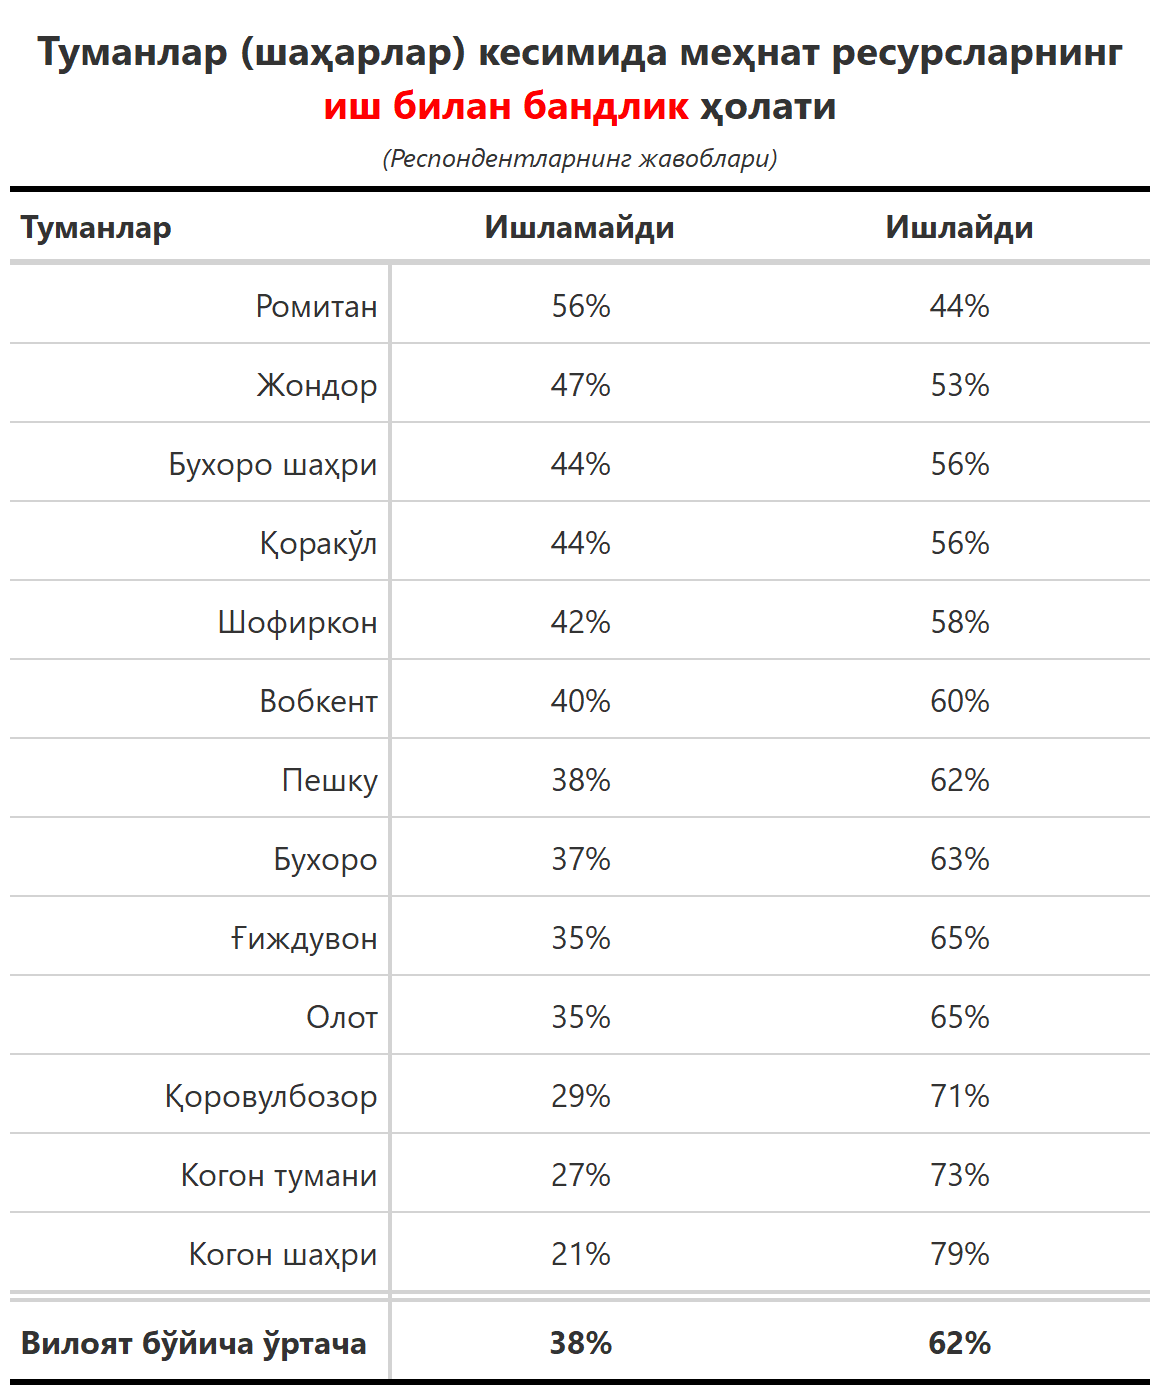 Туманлар (шаҳарлар) кесимида меҳнат ресурсларнинг
иш билан бандлик ҳолати
(Респондентларнинг жавоблари)
Туманлар Ишламайди Ишлайди
Ромитан 56% 44%
Жондор 47% 53%
Бухоро шаҳри 44% 56%
Қоракўл 44% 56%
Шофиркон 42% 58%
Вобкент 40% 60%
Пешку 38% 62%
Бухоро 37% 63%
Ғиждувон 35% 65%
Олот 35% 65%
Қоровулбозор 29% 71%
Когон тумани 27% 73%
Когон шаҳри 21% 79%
Вилоят бўйича ўртача 38% 62%